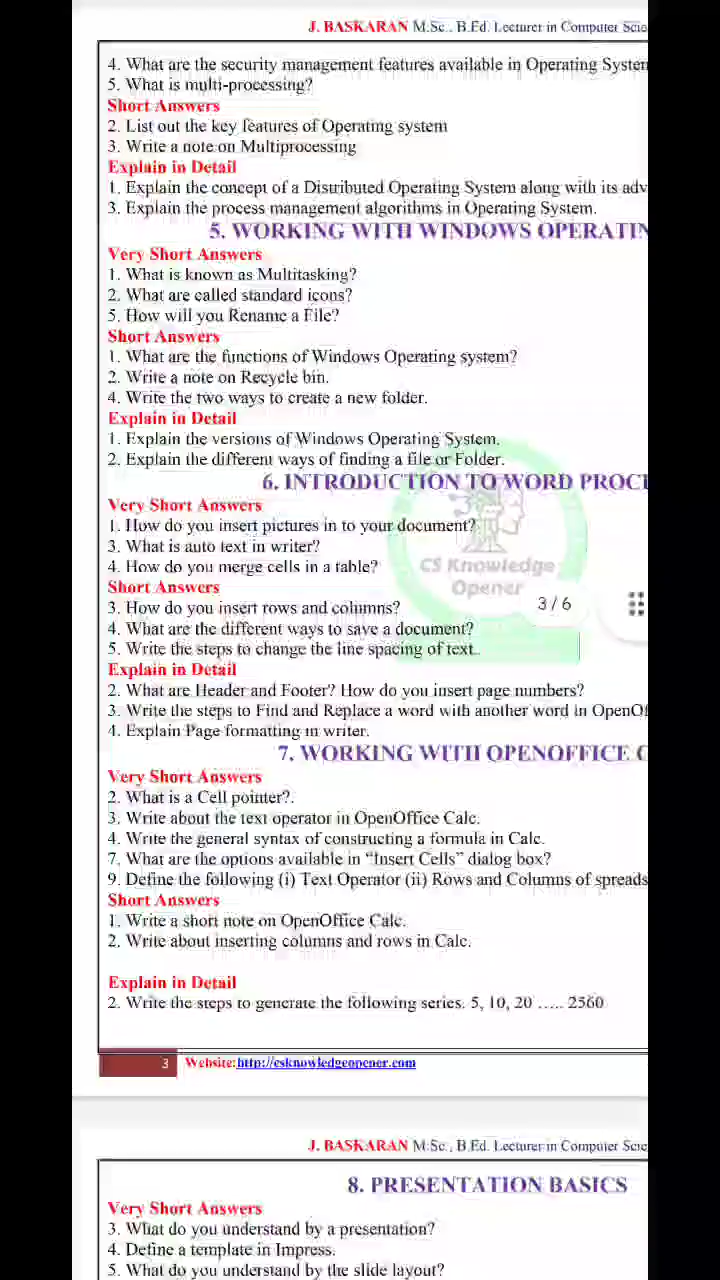 J. BASKARAN M.Sc., B.Ed. Lecturer in Computer Scie
4. What are the security management features available in Operating System
5. What is multi-processing?
Short Answers
2. List out the key features of Operating system
3. Write a note on Multiprocessing
Explain in Detail
1. Explain the concept of a Distributed Operating System along with its adv
3. Explain the process management algorithms in Operating System.
5. WORKING WITH WINDOWS OPERATIN
Very Short Answers
1. What is known as Multitasking?
2. What are called standard icons?
5. How will you Rename a File?
Short Answers
1. What are the functions of Windows Operating system?
2. Write a note on Recycle bin.
4. Write the two ways to create a new folder.
Explain in Detail
1. Explain the versions of Windows Operating System.
2. Explain the different ways of finding a file or Folder.
6. INTRODUCTION TO WORD PROCE
Very Short Answers
1. How do you insert pictures in to your document?
3. What is auto text in writer?
4. How do you merge cells in a table?
CS Knowledge
Opener
Short Answers
3. How do you insert rows and columns?
3 / 6
4. What are the different ways to save a document?
5. Write the steps to change the line spacing of text.
Explain in Detail
2. What are Header and Footer? How do you insert page numbers?
3. Write the steps to Find and Replace a word with another word in OpenOf
4. Explain Page formatting in writer.
7. WORKING WITH OPENOFFICE C
Very Short Answers
2. What is a Cell pointer?.
3. Write about the text operator in OpenOffice Calc.
4. Write the general syntax of constructing a formula in Calc.
7. What are the options available in “Insert Cells” dialog box?
9. Define the following (i) Text Operator (ii) Rows and Columns of spreads
Short Answers
1. Write a short note on OpenOffice Calc.
2. Write about inserting columns and rows in Calc.
Explain in Detail
2. Write the steps to generate the following series. 5, 10, 20 ..... 2560
3 Website: http://csknowledgeopener.com
J. BASKARAN M.Sc., B.Ed. Lecturer in Computer Scie
8. PRESENTATION BASICS
Very Short Answers
3. What do you understand by a presentation?
4. Define a template in Impress.
5. What do you understand by the slide layout?